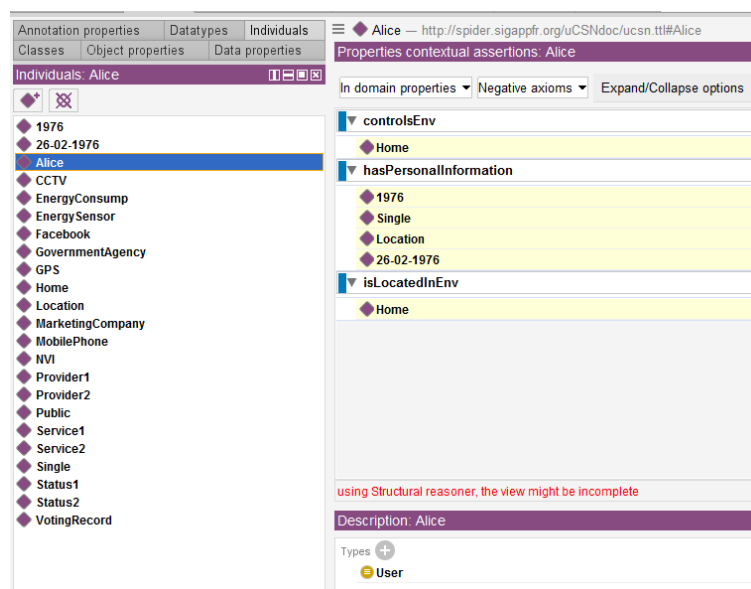 Annotation properties Datatypes Individuals
Classes Object properties Data properties
Individuals: Alice
1976
26-02-1976
Alice
CCTV
EnergyConsump
EnergySensor
Facebook
GovernmentAgency
GPS
Home
Location
MarketingCompany
MobilePhone
NVI
Provider1
Provider2
Public
Service1
Service2
Single
Status1
Status2
VotingRecord
Alice — http://spider.sigappfr.org/uCSNdoc/ucsn.ttl#Alice
Properties contextual assertions: Alice
In domain properties Negative axioms Expand/Collapse options
controlsEnv
Home
hasPersonalInformation
1976
Single
Location
26-02-1976
isLocatedInEnv
Home
using Structural reasoner, the view might be incomplete
Description: Alice
Types
User